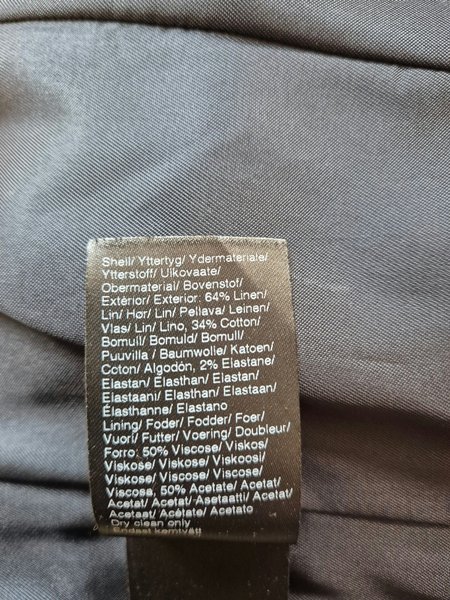 Shell/ Yttertyg/ Ydermateriale/
Ytterstoff/ Ulkovaate/
Obermaterial/ Bovenstof/
Extérior/ Exterior: 64% Linen/
Lin/ Hør/ Lin/ Pellava/ Leinen/
Vlas/ Lin/ Lino, 34% Cotton/
Bomull/ Bomuld/ Bomull/
Puuvilla / Baumwolle/ Katoen/
Coton/ Algodón, 2% Elastane/
Elastan/ Elasthan/ Elastan/
Elastaani/ Elasthan/ Elastaan/
Élasthanne/ Elastano
Lining/ Foder/ Fodder/ Foer/
Vuori/ Futter/ Voering/ Doubleur/
Forro: 50% Viscose/ Viskos/
Viskose/ Viskose/ Viskoosi/
Viskose/ Viscose/ Viscose/
Viscosa, 50% Acetate/ Acetat/
Acetat/ Acetat/ Asetaatti/ Acetat/
Acetaat/ Acétate/ Acetato
Dry clean only
Endast kemtvätt